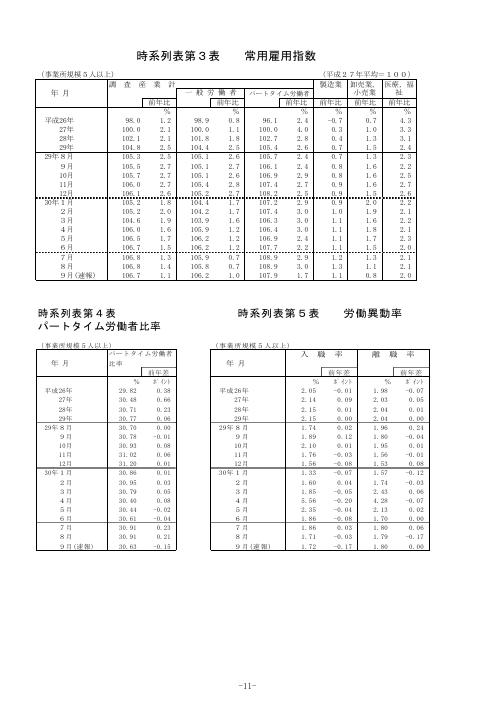 時系列表第３表　　常用雇用指数
（事業所規模５人以上）　（平成２７年平均＝１００）
調 査 産 業 計　製造業　卸売業，　医療，福
年 月　一 般 労 働 者　パートタイム労働者　小売業　祉
前年比　前年比　前年比　前年比　前年比　前年比
％　％　％　％　％　％
平成26年　98.0　1.2　98.9　0.8　96.1　2.4　-0.7　0.7　4.3
27年　100.0　2.1　100.0　1.1　100.0　4.0　0.3　1.0　3.3
28年　102.1　2.1　101.8　1.8　102.7　2.8　0.4　1.3　3.1
29年　104.8　2.5　104.4　2.5　105.4　2.6　0.7　1.5　2.4
29年８月　105.3　2.5　105.1　2.6　105.7　2.4　0.7　1.3　2.3
９月　105.5　2.7　105.1　2.7　106.1　2.4　0.8　1.6　2.2
10月　105.7　2.7　105.1　2.6　106.9　2.9　0.8　1.6　2.5
11月　106.0　2.7　105.4　2.8　107.4　2.7　0.9　1.6　2.7
12月　106.1　2.6　105.2　2.7　108.2　2.5　0.9　1.5　2.6
30年１月　105.2　1.8　104.4　1.7　107.2　2.9　0.9　2.0　2.2
２月　105.2　2.0　104.2　1.7　107.4　3.0　1.0　1.9　2.1
３月　104.6　1.9　103.9　1.6　106.3　3.0　1.1　1.6　2.2
４月　106.0　1.6　105.9　1.2　106.4　3.0　1.1　1.8　2.1
５月　106.5　1.7　106.2　1.2　106.9　2.4　1.1　1.7　2.3
６月　106.7　1.5　106.2　1.2　107.7　2.2　1.1　1.5　2.0
７月　106.8　1.3　105.9　0.7　108.9　2.9　1.2　1.3　2.1
８月　106.8　1.4　105.8　0.7　108.9　3.0　1.3　1.1　2.1
９月(速報)　106.7　1.1　106.2　1.0　107.9　1.7　1.1　0.8　2.0
時系列表第４表
パートタイム労働者比率
（事業所規模５人以上）
パートタイム労働者
年 月　比率
前年差
％　ﾎﾟｲﾝﾄ
平成26年　29.82　0.38
27年　30.48　0.66
28年　30.71　0.23
29年　30.77　0.06
29年８月　30.70　0.00
９月　30.78　-0.01
10月　30.93　0.08
11月　31.02　0.06
12月　31.20　0.01
30年１月　30.86　0.01
２月　30.95　0.03
３月　30.79　0.05
４月　30.40　0.08
５月　30.44　-0.02
６月　30.61　-0.04
７月　30.91　0.23
８月　30.91　0.21
９月(速報)　30.63　-0.15
時系列表第５表　　労働異動率
（事業所規模５人以上）
入　職　率　離　職　率
年 月
前年差　前年差
％　ﾎﾟｲﾝﾄ　％　ﾎﾟｲﾝﾄ
平成26年　2.05　-0.01　1.98　-0.07
27年　2.14　0.09　2.03　0.05
28年　2.15　0.01　2.04　0.01
29年　2.15　0.00　2.04　0.00
29年８月　1.74　0.02　1.96　0.24
９月　1.89　0.12　1.80　-0.04
10月　2.10　0.01　1.95　0.01
11月　1.76　-0.03　1.56　-0.01
12月　1.56　-0.08　1.53　0.08
30年１月　1.33　-0.07　1.57　-0.12
２月　1.60　0.04　1.74　-0.03
３月　1.85　-0.05　2.43　0.06
４月　5.56　-0.20　4.28　-0.07
５月　2.35　-0.04　2.13　0.02
６月　1.86　-0.08　1.70　0.00
７月　1.86　0.03　1.80　0.06
８月　1.71　-0.03　1.79　-0.17
９月(速報)　1.72　-0.17　1.80　0.00
-11-